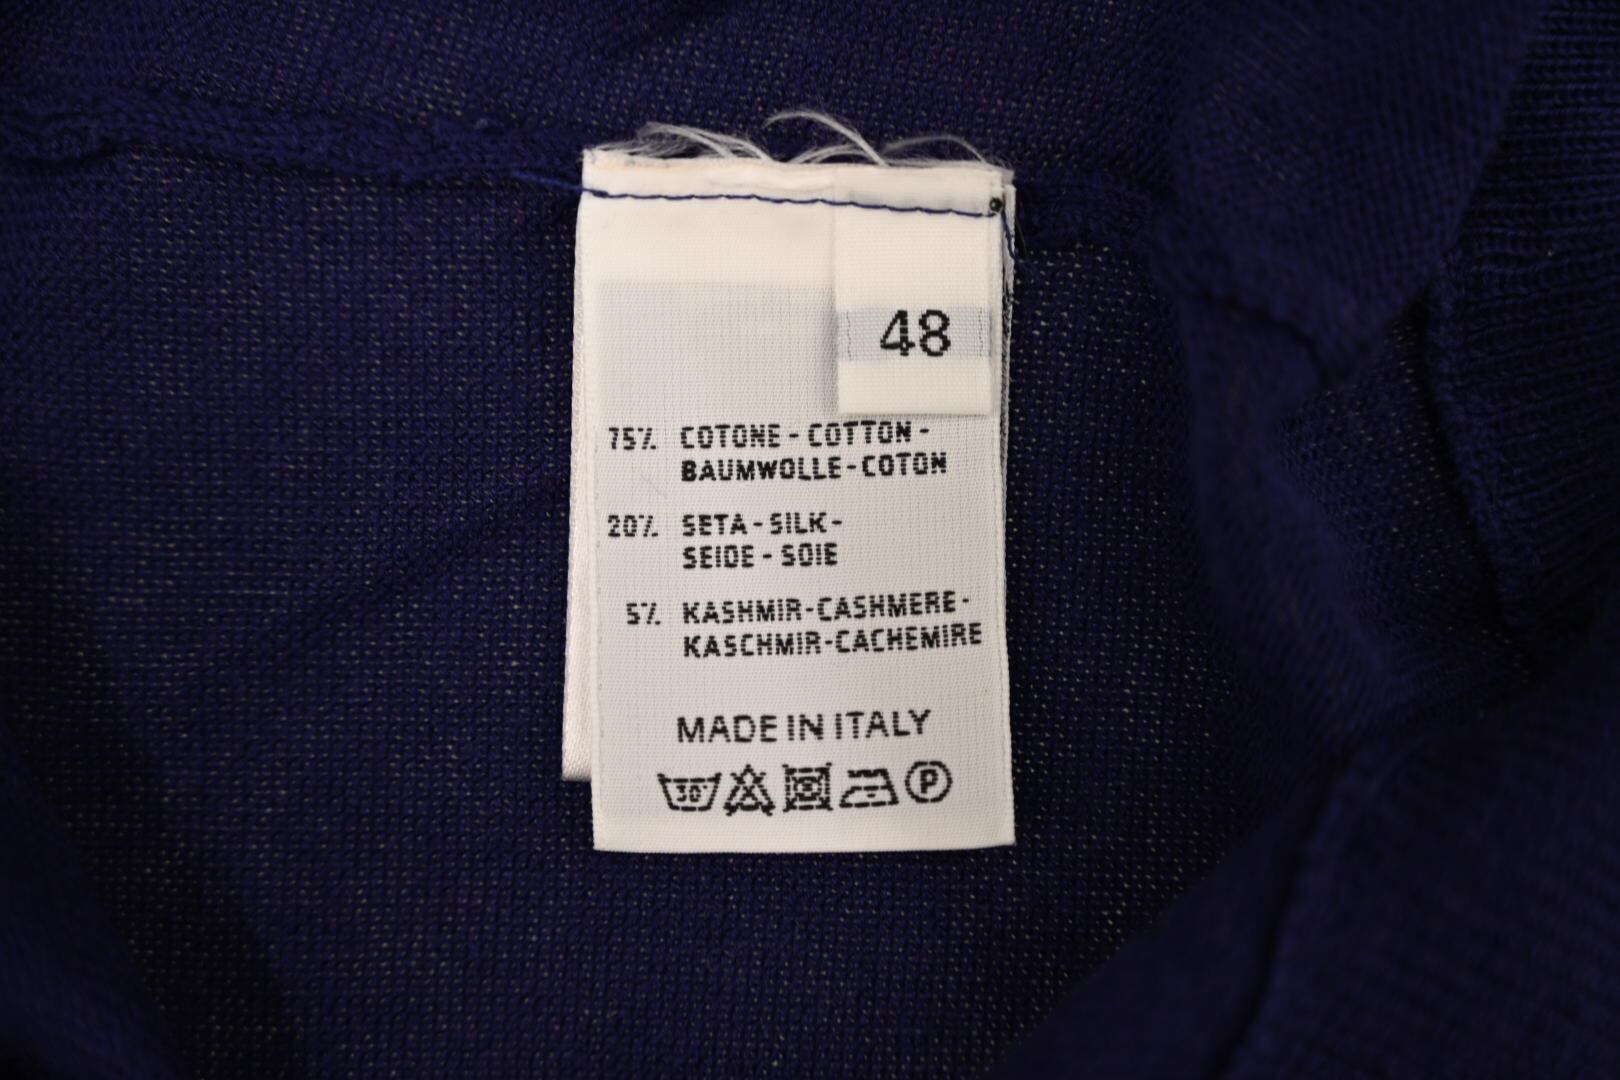 48
75% COTONE - COTTON -
BAUMWOLLE - COTON
20% SETA - SILK -
SEIDE - SOIE
5% KASHMIR - CASHMERE -
KASCHMIR - CACHEMIRE
MADE IN ITALY
30° P